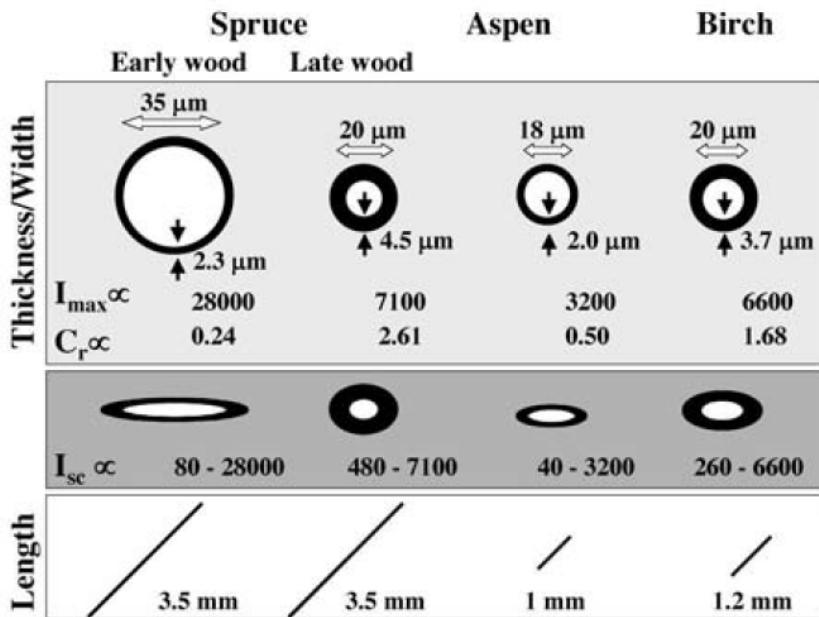 Spruce Aspen Birch
Early wood Late wood
Thickness/Width
35 μm 20 μm 18 μm 20 μm
2.3 μm 4.5 μm 2.0 μm 3.7 μm
Imax∝ 28000 7100 3200 6600
Cr∝ 0.24 2.61 0.50 1.68
Isc ∝ 80 - 28000 480 - 7100 40 - 3200 260 - 6600
Length
3.5 mm 3.5 mm 1 mm 1.2 mm